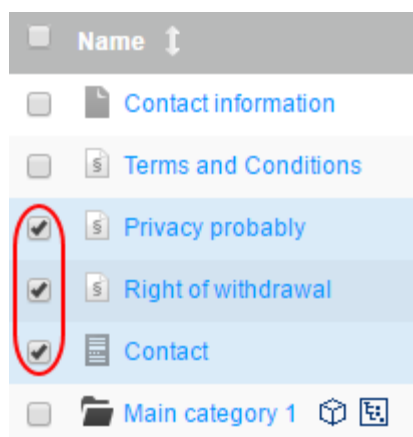 Name
Contact information
§ Terms and Conditions
§ Privacy probably
§ Right of withdrawal
Contact
Main category 1